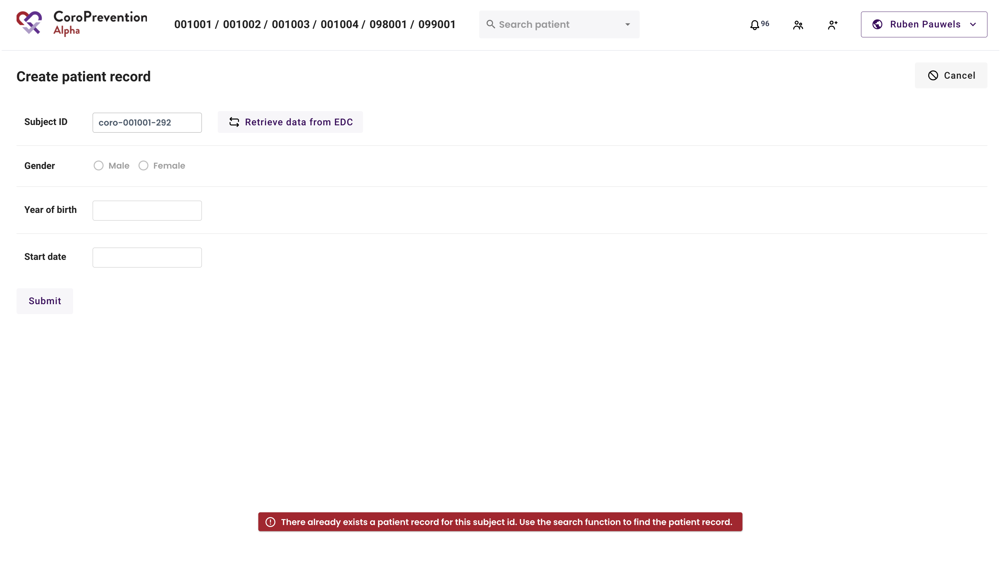 CoroPrevention
Alpha
001001 / 001002 / 001003 / 001004 / 098001 / 099001
Search patient
96
Ruben Pauwels
Create patient record
Cancel
Subject ID
coro-001001-292
Retrieve data from EDC
Gender
Male
Female
Year of birth
Start date
Submit
There already exists a patient record for this subject id. Use the search function to find the patient record.